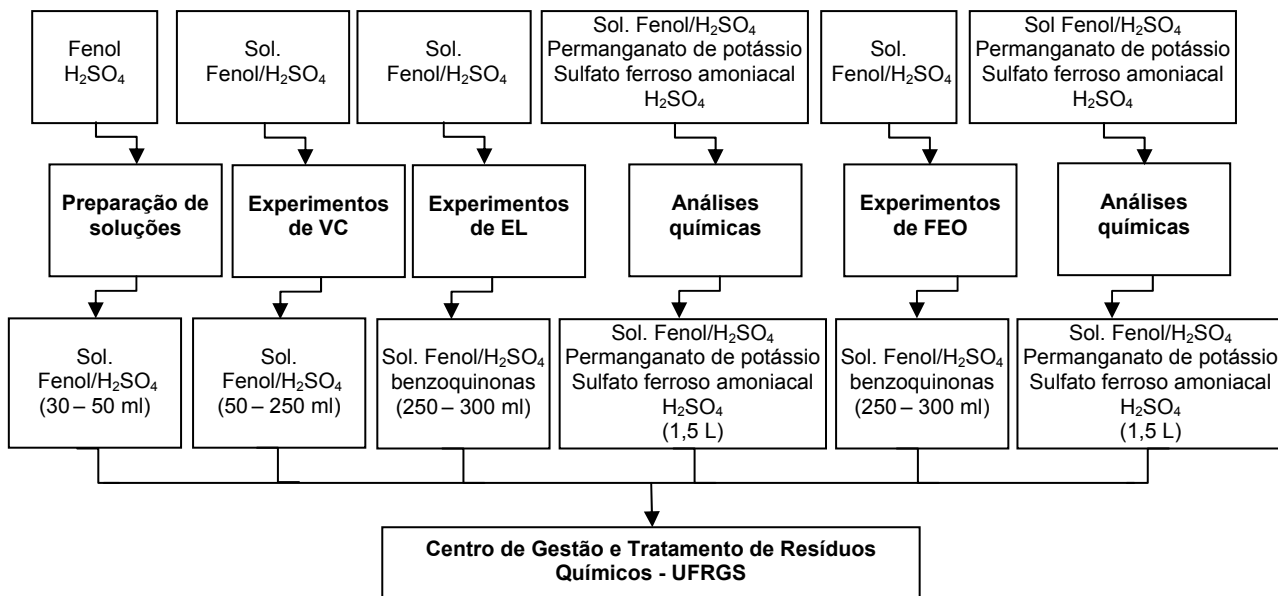 Fenol
H₂SO₄
Sol.
Fenol/H₂SO₄
Sol.
Fenol/H₂SO₄
Sol. Fenol/H₂SO₄
Permanganato de potássio
Sulfato ferroso amoniacal
H₂SO₄
Sol.
Fenol/H₂SO₄
Sol Fenol/H₂SO₄
Permanganato de potássio
Sulfato ferroso amoniacal
H₂SO₄
Preparação de
soluções
Experimentos
de VC
Experimentos
de EL
Análises
químicas
Experimentos
de FEO
Análises
químicas
Sol.
Fenol/H₂SO₄
(30 – 50 ml)
Sol.
Fenol/H₂SO₄
(50 – 250 ml)
Sol. Fenol/H₂SO₄
benzoquinonas
(250 – 300 ml)
Sol. Fenol/H₂SO₄
Permanganato de potássio
Sulfato ferroso amoniacal
H₂SO₄
(1,5 L)
Sol. Fenol/H₂SO₄
benzoquinonas
(250 – 300 ml)
Sol. Fenol/H₂SO₄
Permanganato de potássio
Sulfato ferroso amoniacal
H₂SO₄
(1,5 L)
Centro de Gestão e Tratamento de Resíduos
Químicos - UFRGS